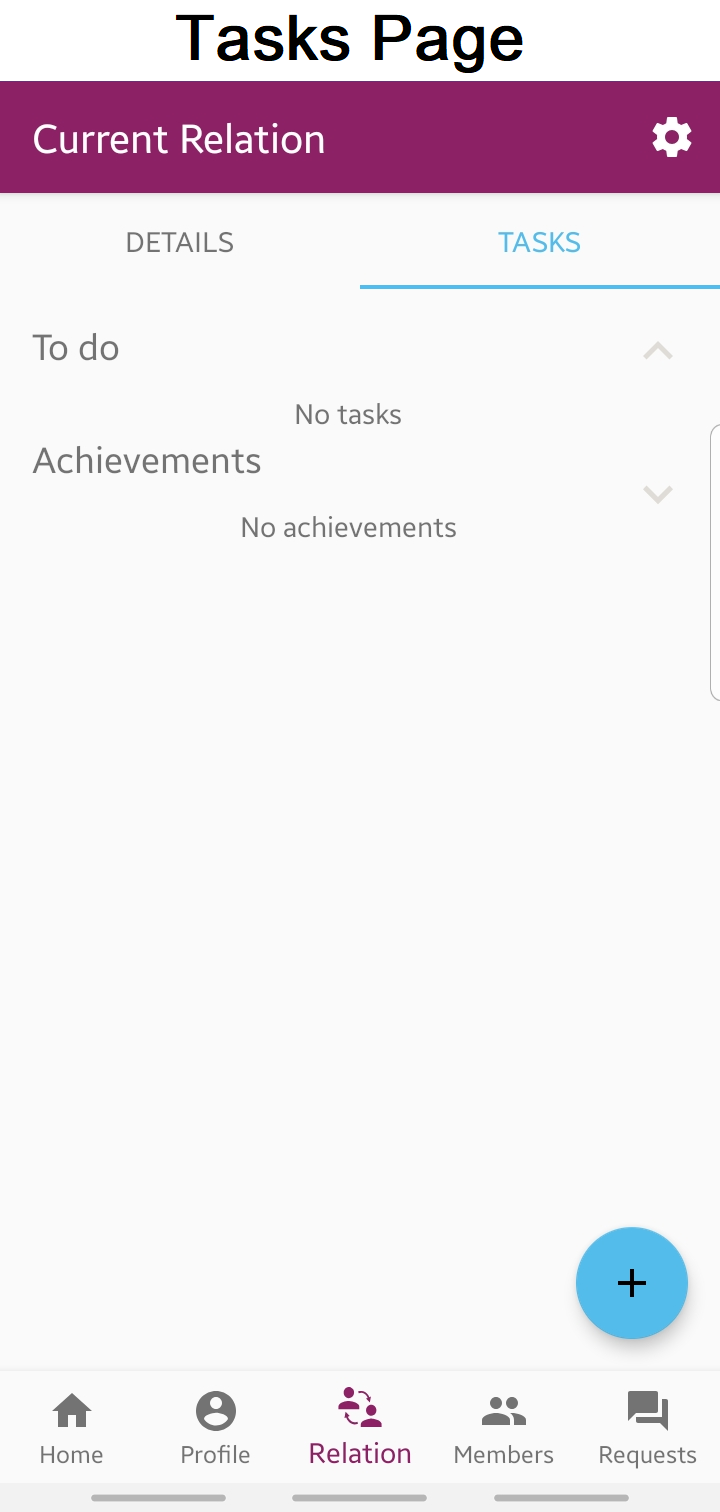 Tasks Page
Current Relation
DETAILS TASKS
To do
No tasks
Achievements
No achievements
Home Profile Relation Members Requests